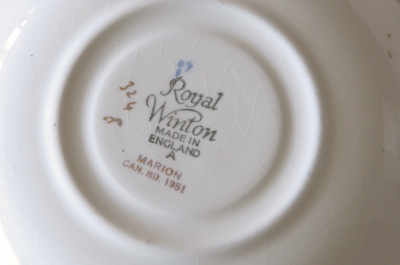 Royal
Winton
MADE IN
ENGLAND
A
MARION
CAN. RD. 1951